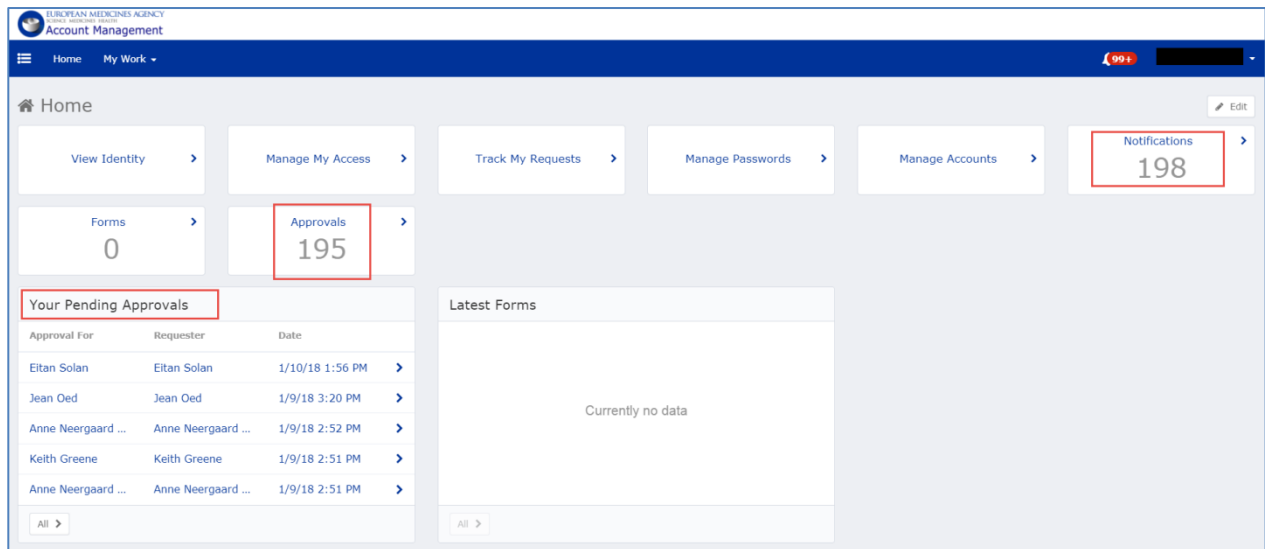 EUROPEAN MEDICINES AGENCY
SCIENCE MEDICINES HEALTH
Account Management
Home My Work 99+
Home Edit
View Identity Manage My Access Track My Requests Manage Passwords Manage Accounts Notifications
198
Forms Approvals
0 195
Your Pending Approvals Latest Forms
Approval For Requester Date
Eitan Solan Eitan Solan 1/10/18 1:56 PM
Jean Oed Jean Oed 1/9/18 3:20 PM
Currently no data
Anne Neergaard ... Anne Neergaard ... 1/9/18 2:52 PM
Keith Greene Keith Greene 1/9/18 2:51 PM
Anne Neergaard ... Anne Neergaard ... 1/9/18 2:51 PM
All All